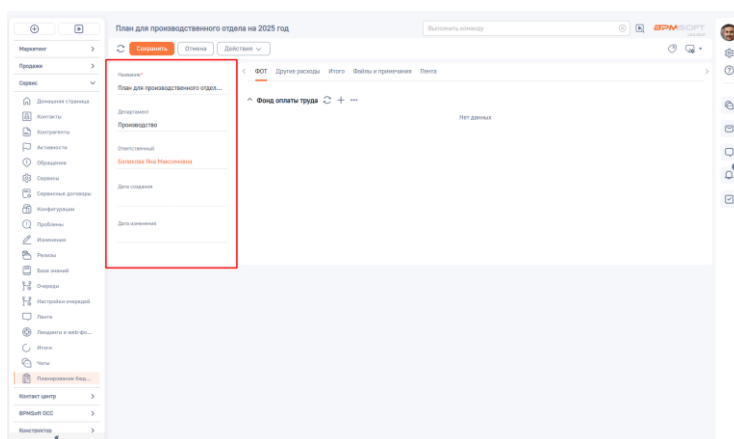 План для производственного отдела на 2025 год
Выполнить команду
BPMSOFT
Маркетинг
Сохранить
Отмена
Действия
Продажи
Сервис
Название*
План для производственного отдел...
ФОТ
Другие расходы
Итого
Файлы и примечания
Лента
Домашняя страница
Контакты
Контрагенты
Активности
Обращения
Сервисы
Сервисные договоры
Конфигурации
Проблемы
Изменения
Релизы
База знаний
Очереди
Настройки очередей
Лента
Лендинги и web-фо...
Итоги
Чаты
Планирование бюд...
Контакт центр
BPMSoft OCC
Конструктор
Департамент
Производство
Ответственный
Беликова Яна Максимовна
Дата создания
Дата изменения
Фонд оплаты труда
Нет данных